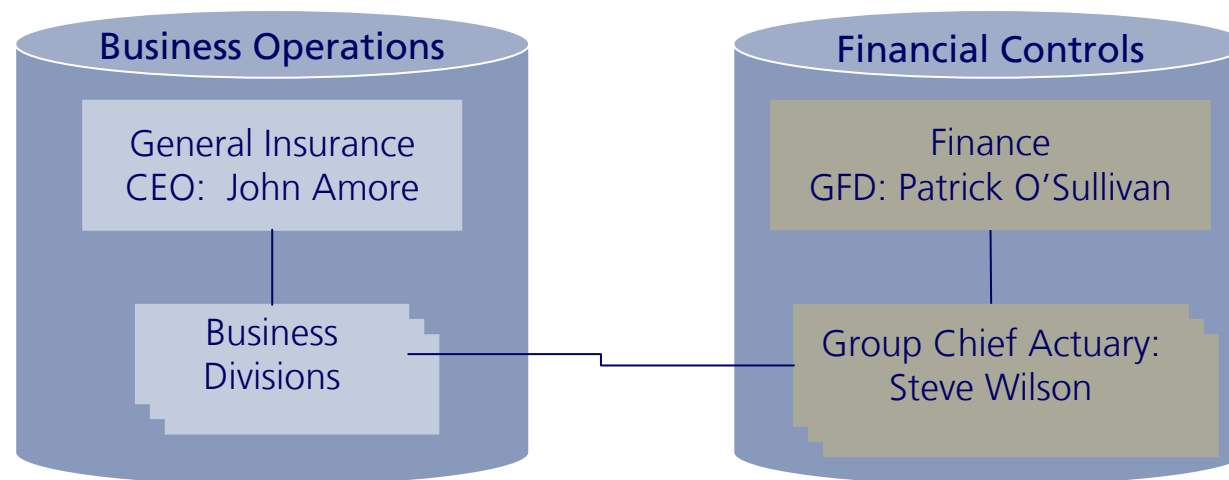 Business Operations
General Insurance
CEO: John Amore
Business
Divisions
Financial Controls
Finance
GFD: Patrick O’Sullivan
Group Chief Actuary:
Steve Wilson